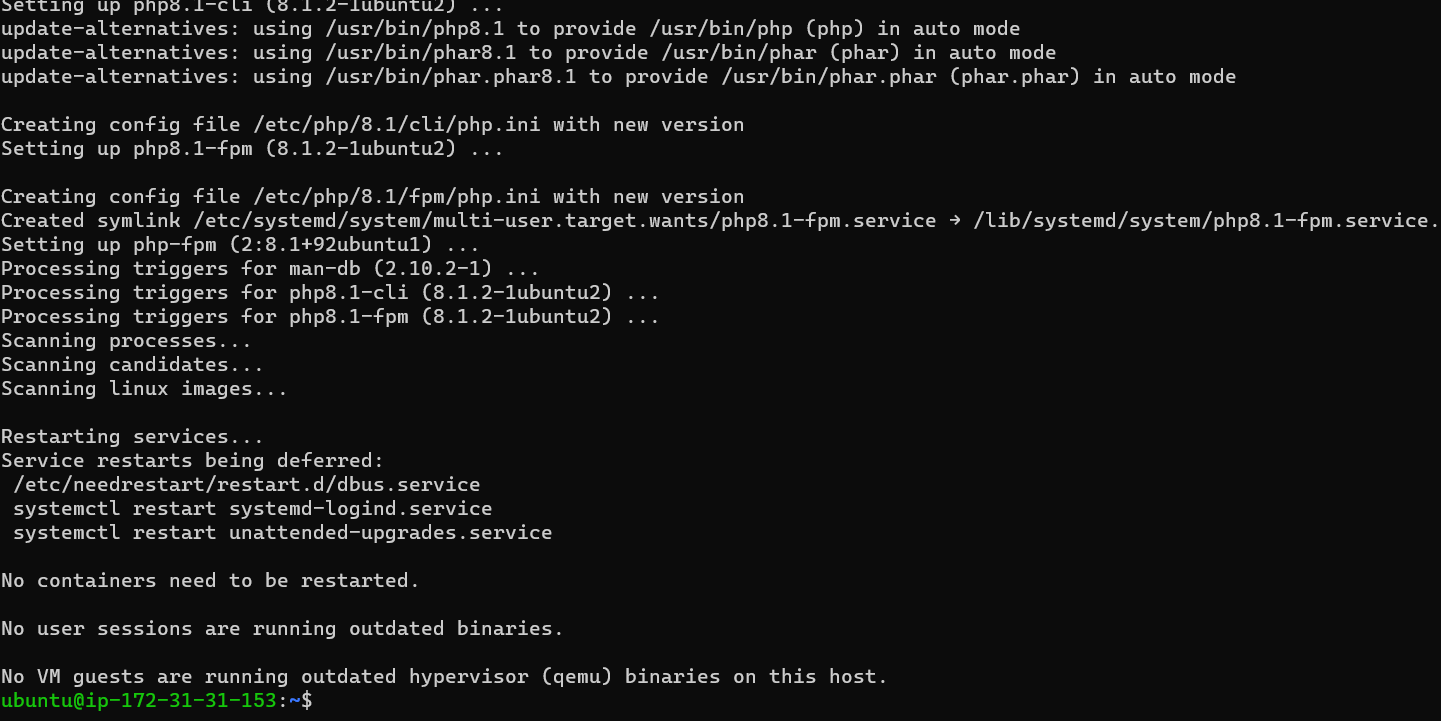 Setting up php8.1-cli (8.1.2-1ubuntu2) ...
update-alternatives: using /usr/bin/php8.1 to provide /usr/bin/php (php) in auto mode
update-alternatives: using /usr/bin/phar8.1 to provide /usr/bin/phar (phar) in auto mode
update-alternatives: using /usr/bin/phar.phar8.1 to provide /usr/bin/phar.phar (phar.phar) in auto mode

Creating config file /etc/php/8.1/cli/php.ini with new version
Setting up php8.1-fpm (8.1.2-1ubuntu2) ...

Creating config file /etc/php/8.1/fpm/php.ini with new version
Created symlink /etc/systemd/system/multi-user.target.wants/php8.1-fpm.service → /lib/systemd/system/php8.1-fpm.service.
Setting up php-fpm (2:8.1+92ubuntu1) ...
Processing triggers for man-db (2.10.2-1) ...
Processing triggers for php8.1-cli (8.1.2-1ubuntu2) ...
Processing triggers for php8.1-fpm (8.1.2-1ubuntu2) ...
Scanning processes...
Scanning candidates...
Scanning linux images...

Restarting services...
Service restarts being deferred:
 /etc/needrestart/restart.d/dbus.service
 systemctl restart systemd-logind.service
 systemctl restart unattended-upgrades.service

No containers need to be restarted.

No user sessions are running outdated binaries.

No VM guests are running outdated hypervisor (qemu) binaries on this host.
ubuntu@ip-172-31-31-153:~$